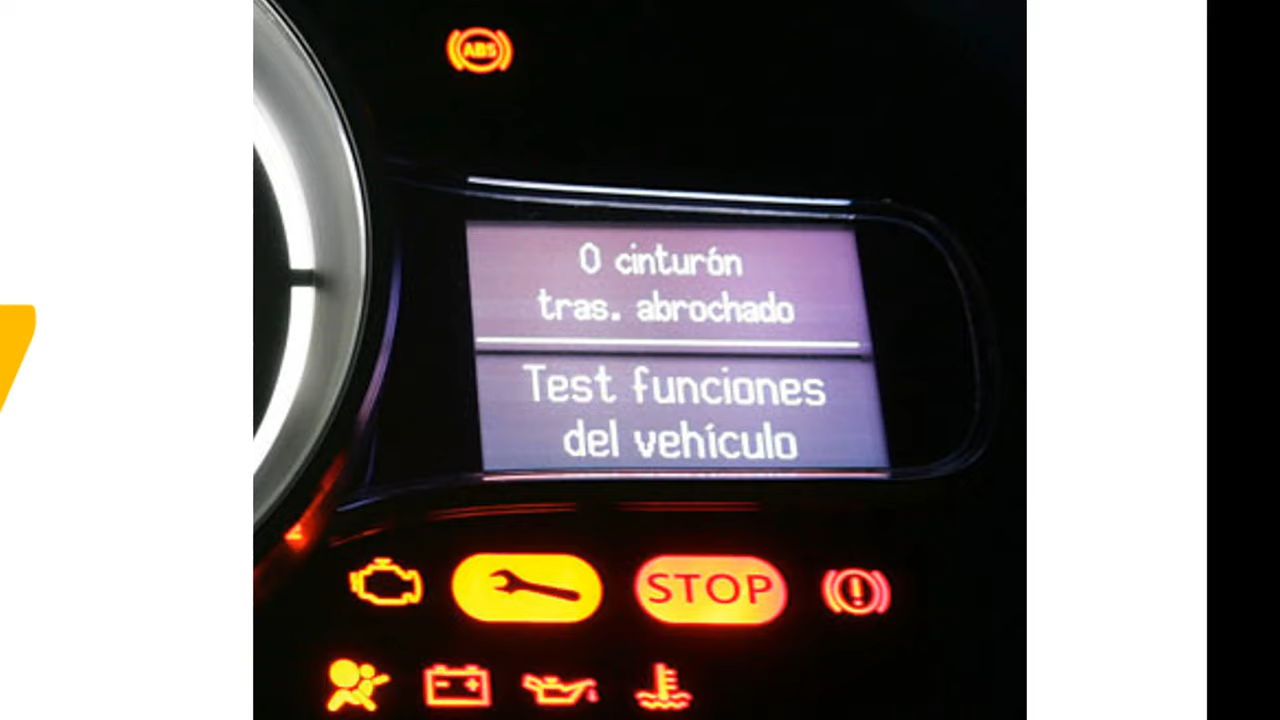 ABS
0 cinturón
tras. abrochado
Test funciones
del vehículo
STOP